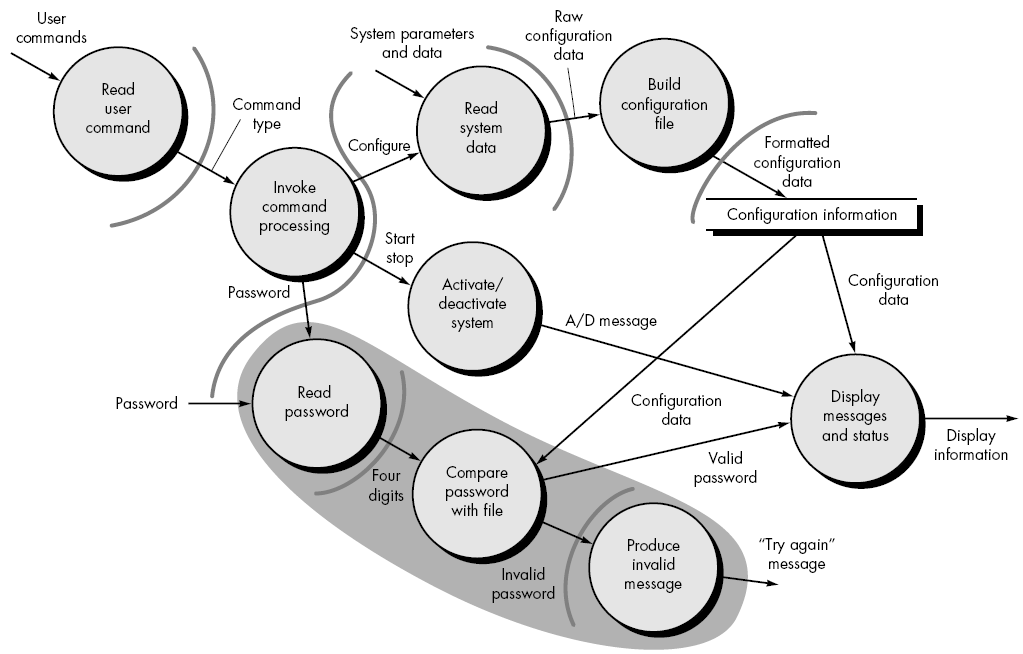 User
commands
Read
user
command
Command
type
Invoke
command
processing
System parameters
and data
Configure
Read
system
data
Raw
configuration
data
Build
configuration
file
Formatted
configuration
data
Configuration information
Start
stop
Activate/
deactivate
system
A/D message
Configuration
data
Password
Password
Read
password
Four
digits
Compare
password
with file
Configuration
data
Valid
password
Display
messages
and status
Display
information
Invalid
password
Produce
invalid
message
“Try again”
message